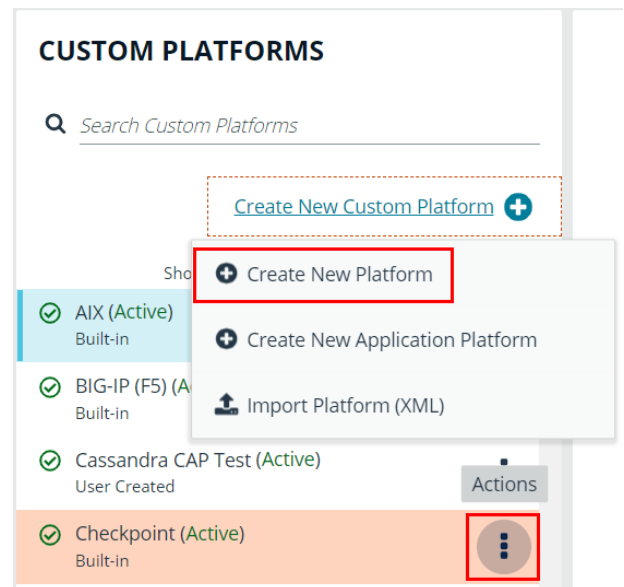 CUSTOM PLATFORMS
Search Custom Platforms
Create New Custom Platform
Sho
Create New Platform
AIX (Active)
Built-in
Create New Application Platform
BIG-IP (F5) (A
Built-in
Import Platform (XML)
Cassandra CAP Test (Active)
User Created
Actions
Checkpoint (Active)
Built-in